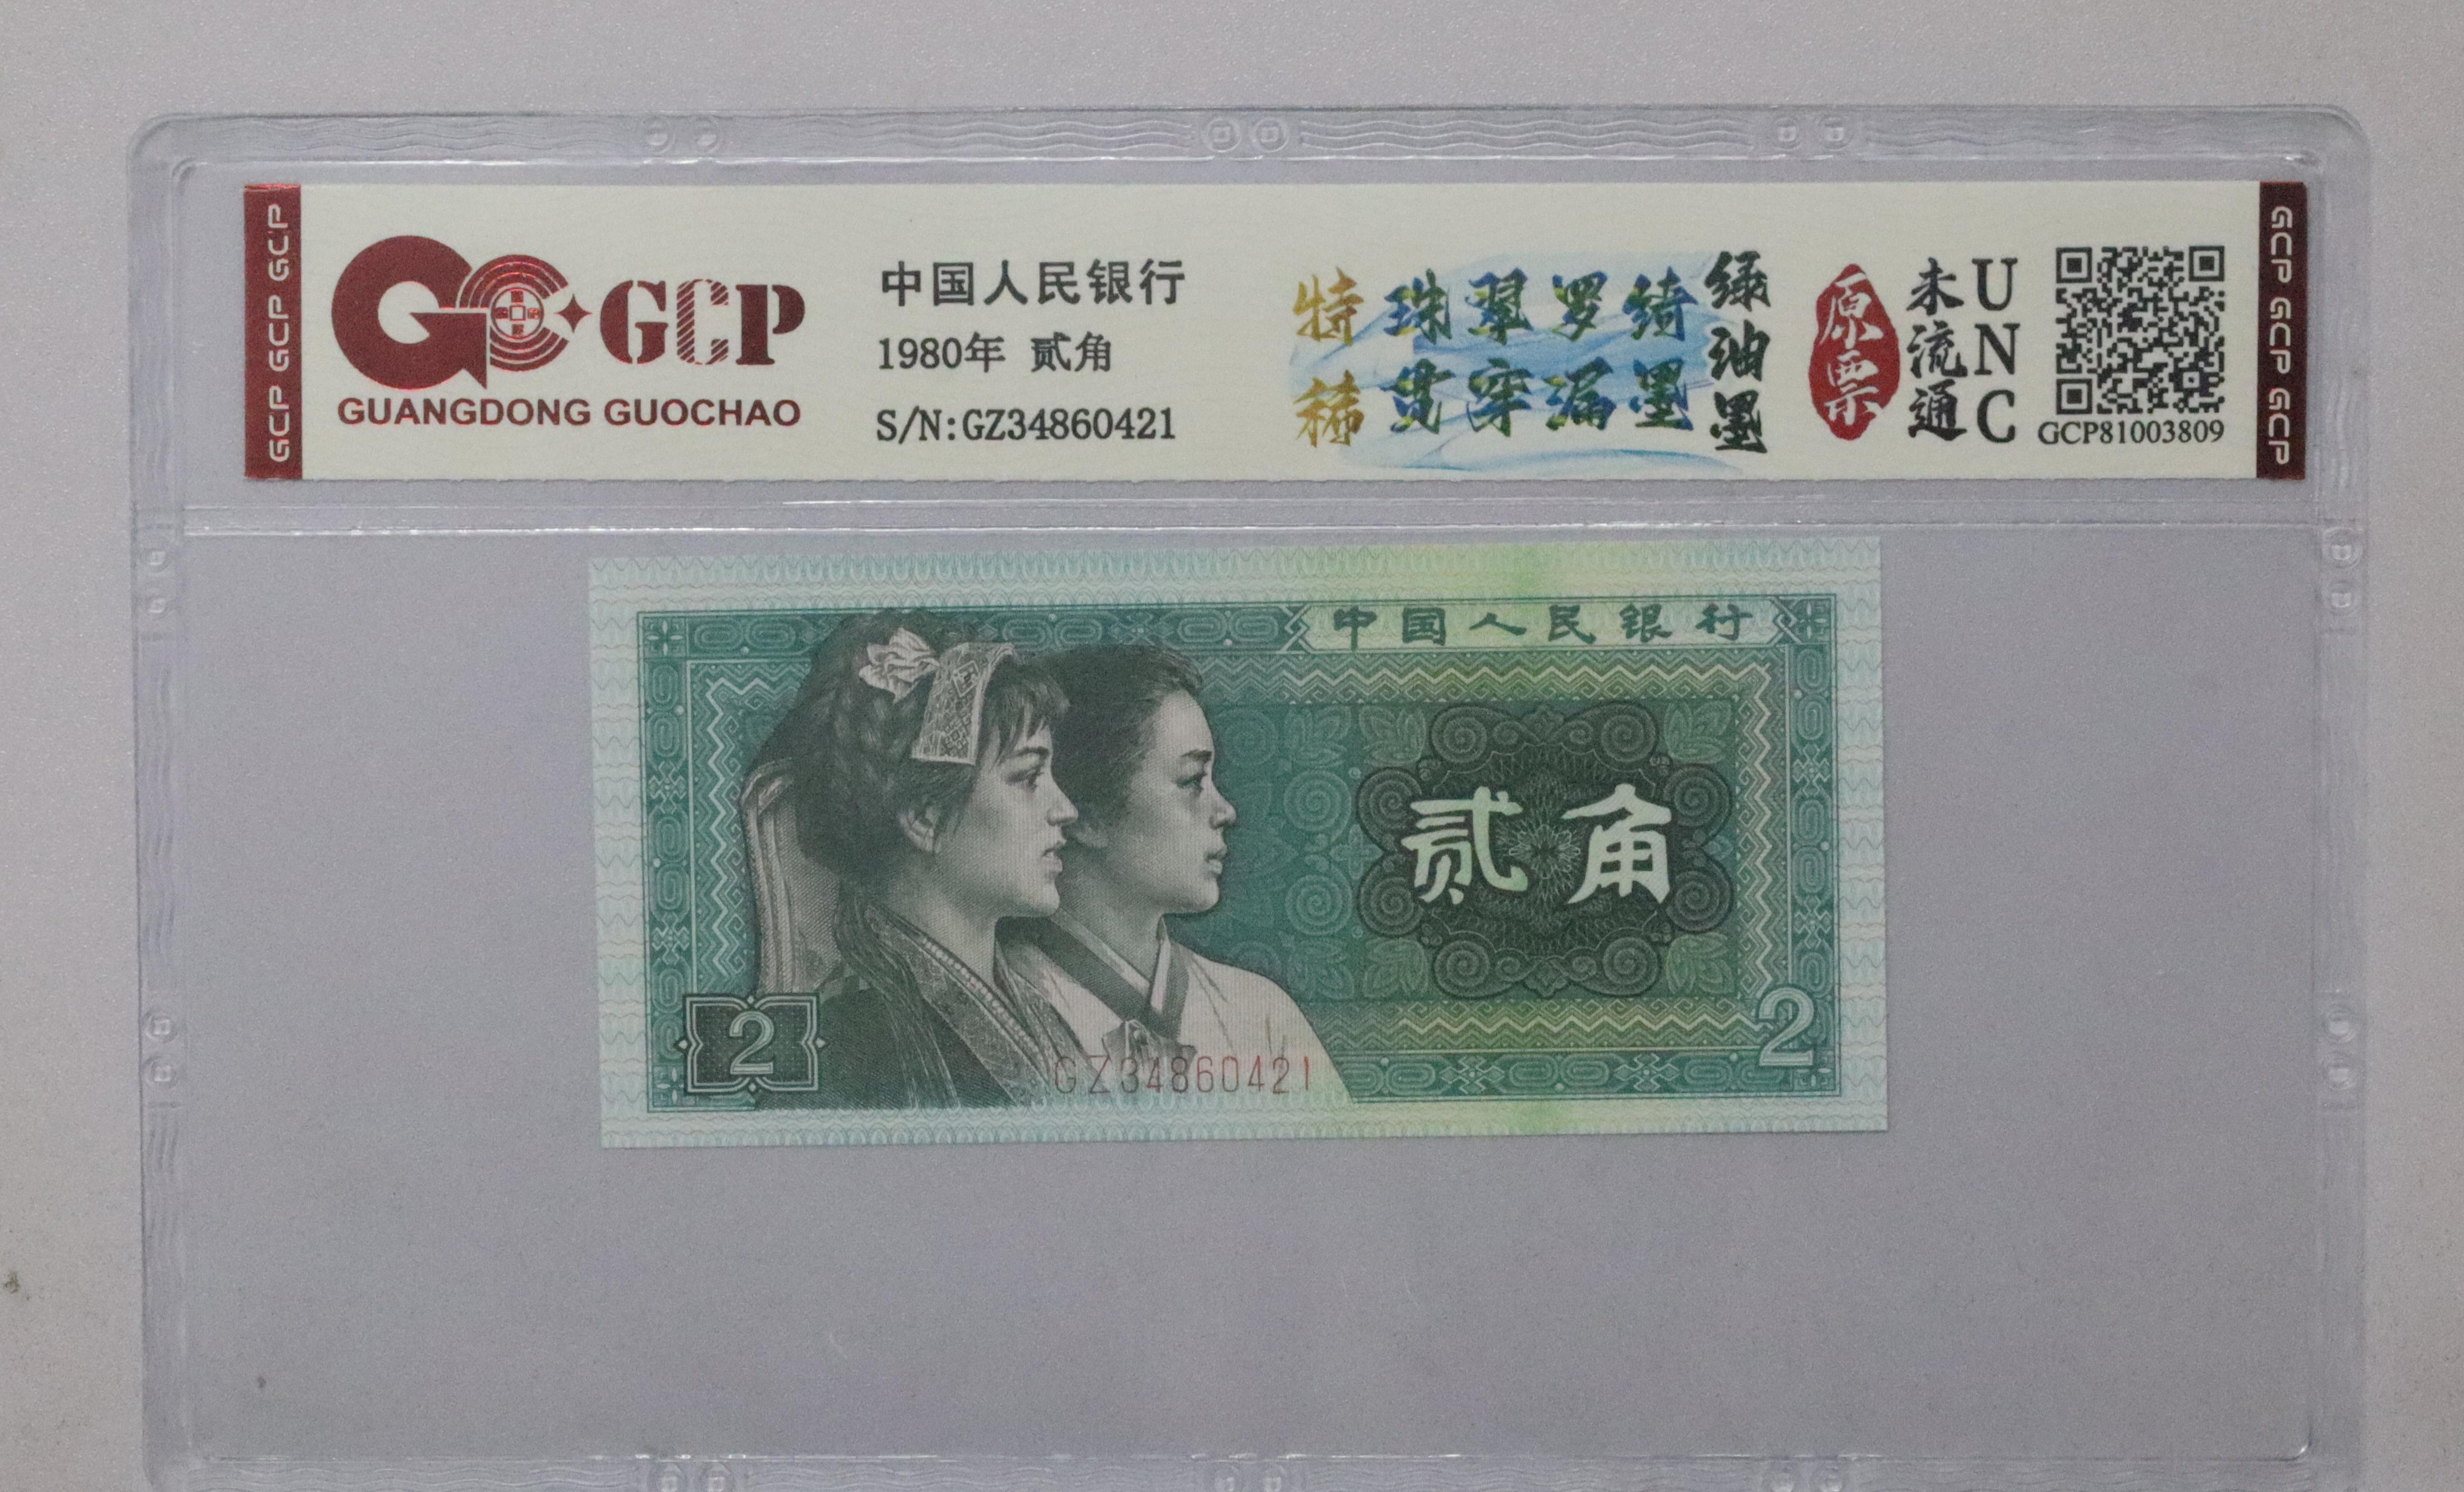 GCP GCP GCP
GCP
GUANGDONG GUOCHAO
中国人民银行
1980年 贰角
S/N:GZ34860421
特稀
珠翠罗绮
贯穿漏墨
绿油墨
原票
未流通
UNC
GCP81003809
GCP GCP GCP
中国人民银行
贰角
2
2
GZ34860421